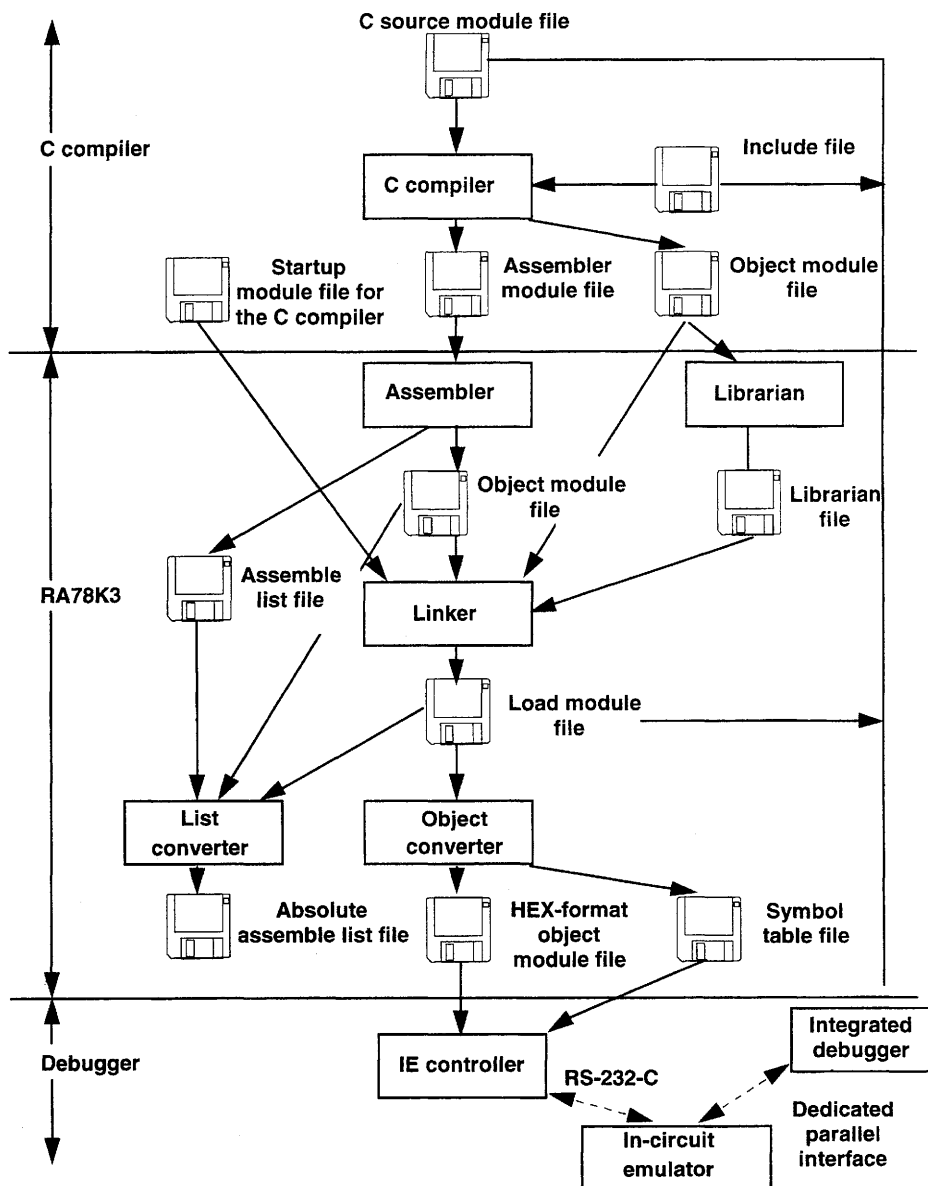 C source module file
C compiler
C compiler
Include file
Startup
module file for
the C compiler
Assembler
module file
Object module
file
RA78K3
Assembler
Librarian
Object module
file
Librarian
file
Assemble
list file
Linker
Load module
file
List
converter
Object
converter
Absolute
assemble list file
HEX-format
object
module file
Symbol
table file
Debugger
IE controller
Integrated
debugger
RS-232-C
Dedicated
parallel
interface
In-circuit
emulator